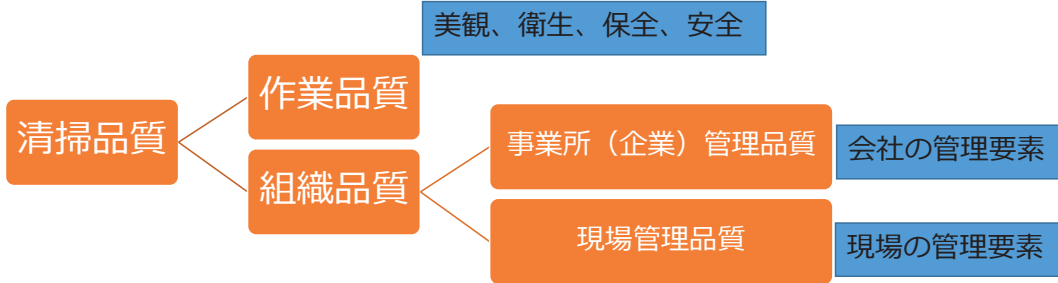 美観、衛生、保全、安全
作業品質
清掃品質
組織品質
事業所（企業）管理品質
会社の管理要素
現場管理品質
現場の管理要素